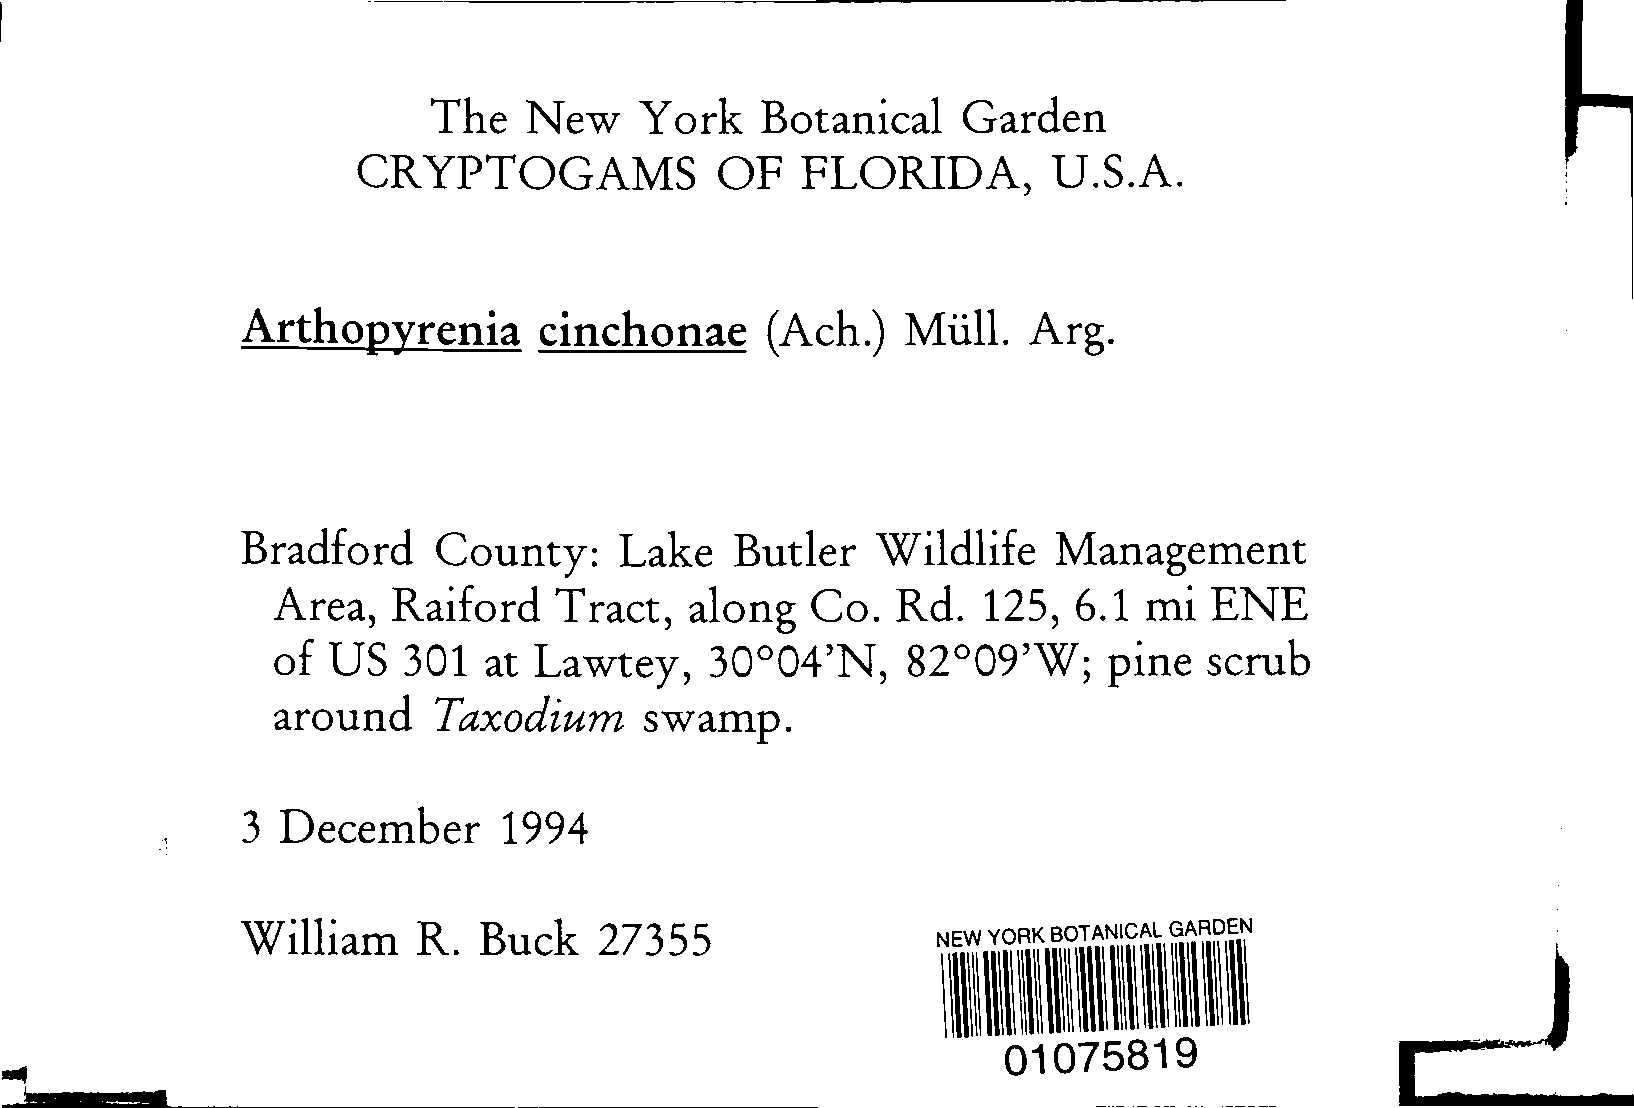 The New York Botanical Garden
CRYPTOGAMS OF FLORIDA, U.S.A.
Arthopyrenia cinchonae (Ach.) Müll. Arg.
Bradford County: Lake Butler Wildlife Management
Area, Raiford Tract, along Co. Rd. 125, 6.1 mi ENE
of US 301 at Lawtey, 30°04’N, 82°09’W; pine scrub
around Taxodium swamp.
3 December 1994
William R. Buck 27355
NEW YORK BOTANICAL GARDEN
01075819